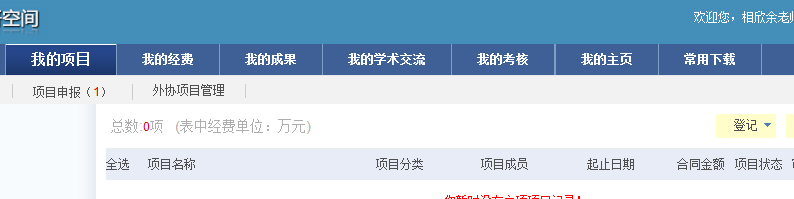 空间
欢迎您，相欣余老师
我的项目 我的经费 我的成果 我的学术交流 我的考核 我的主页 常用下载
项目申报（1） 外协项目管理
总数:0项 (表中经费单位：万元) 登记
全选 项目名称 项目分类 项目成员 起止日期 合同金额 项目状态